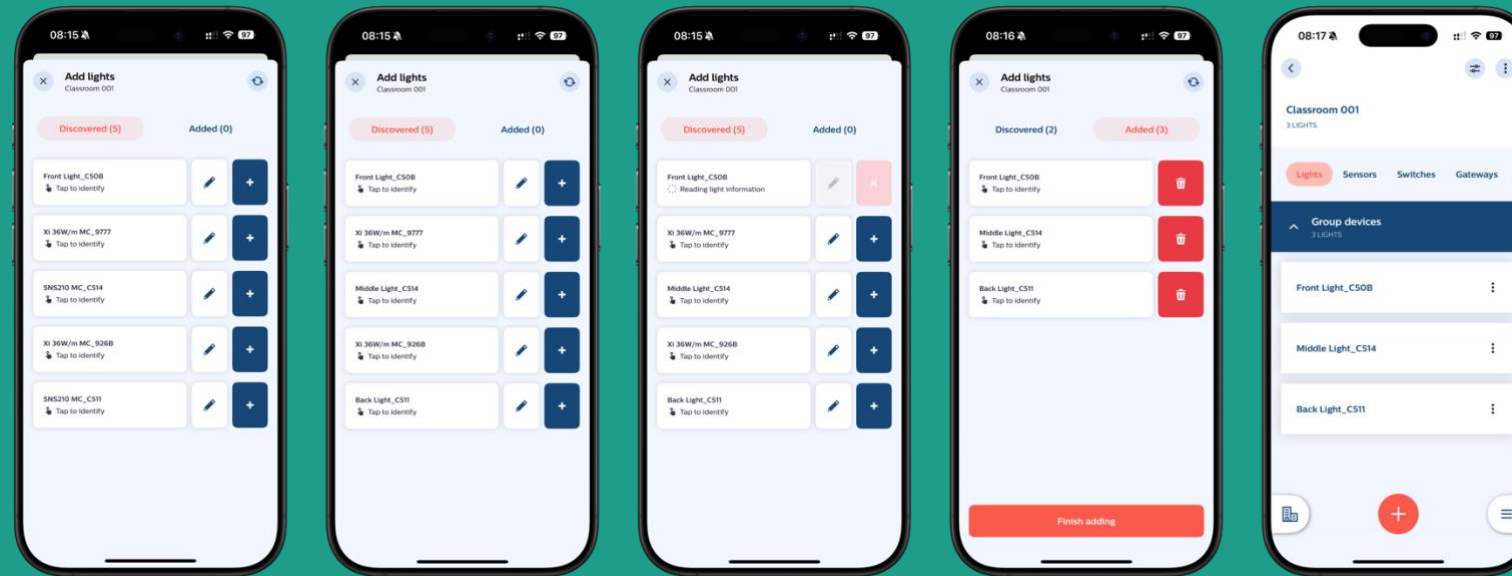 08:15
97
Add lights
Classroom 001
Discovered (5)
Added (0)
Front Light_C50B
Tap to identify
Xi 36W/m MC_9777
Tap to identify
SNS210 MC_C514
Tap to identify
Xi 36W/m MC_926B
Tap to identify
SNS210 MC_C511
Tap to identify
08:15
97
Add lights
Classroom 001
Discovered (5)
Added (0)
Front Light_C50B
Tap to identify
Xi 36W/m MC_9777
Tap to identify
Middle Light_C514
Tap to identify
Xi 36W/m MC_926B
Tap to identify
Back Light_C511
Tap to identify
08:15
97
Add lights
Classroom 001
Discovered (5)
Added (0)
Front Light_C50B
Reading light information
Xi 36W/m MC_9777
Tap to identify
Middle Light_C514
Tap to identify
Xi 36W/m MC_926B
Tap to identify
Back Light_C511
Tap to identify
08:16
97
Add lights
Classroom 001
Discovered (2)
Added (3)
Front Light_C50B
Tap to identify
Middle Light_C514
Tap to identify
Back Light_C511
Tap to identify
Finish adding
08:17
97
Classroom 001
3 LIGHTS
Lights
Sensors
Switches
Gateways
Group devices
3 LIGHTS
Front Light_C50B
Middle Light_C514
Back Light_C511